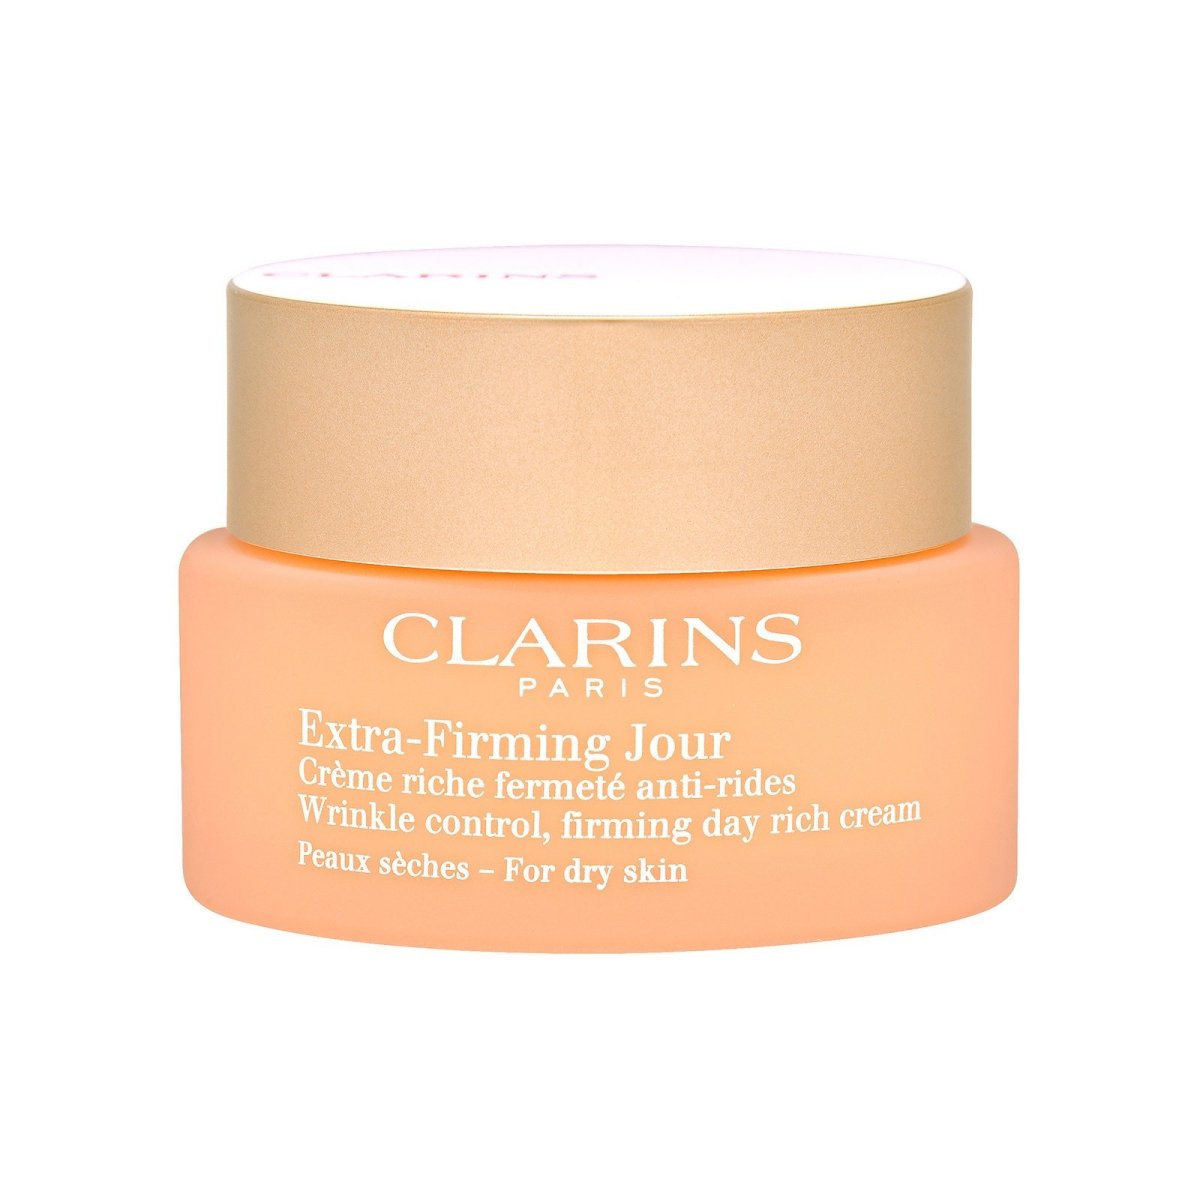 CLARINS
CLARINS
PARIS
Extra-Firming Jour
Crème riche fermeté anti-rides
Wrinkle control, firming day rich cream
Peaux sèches – For dry skin